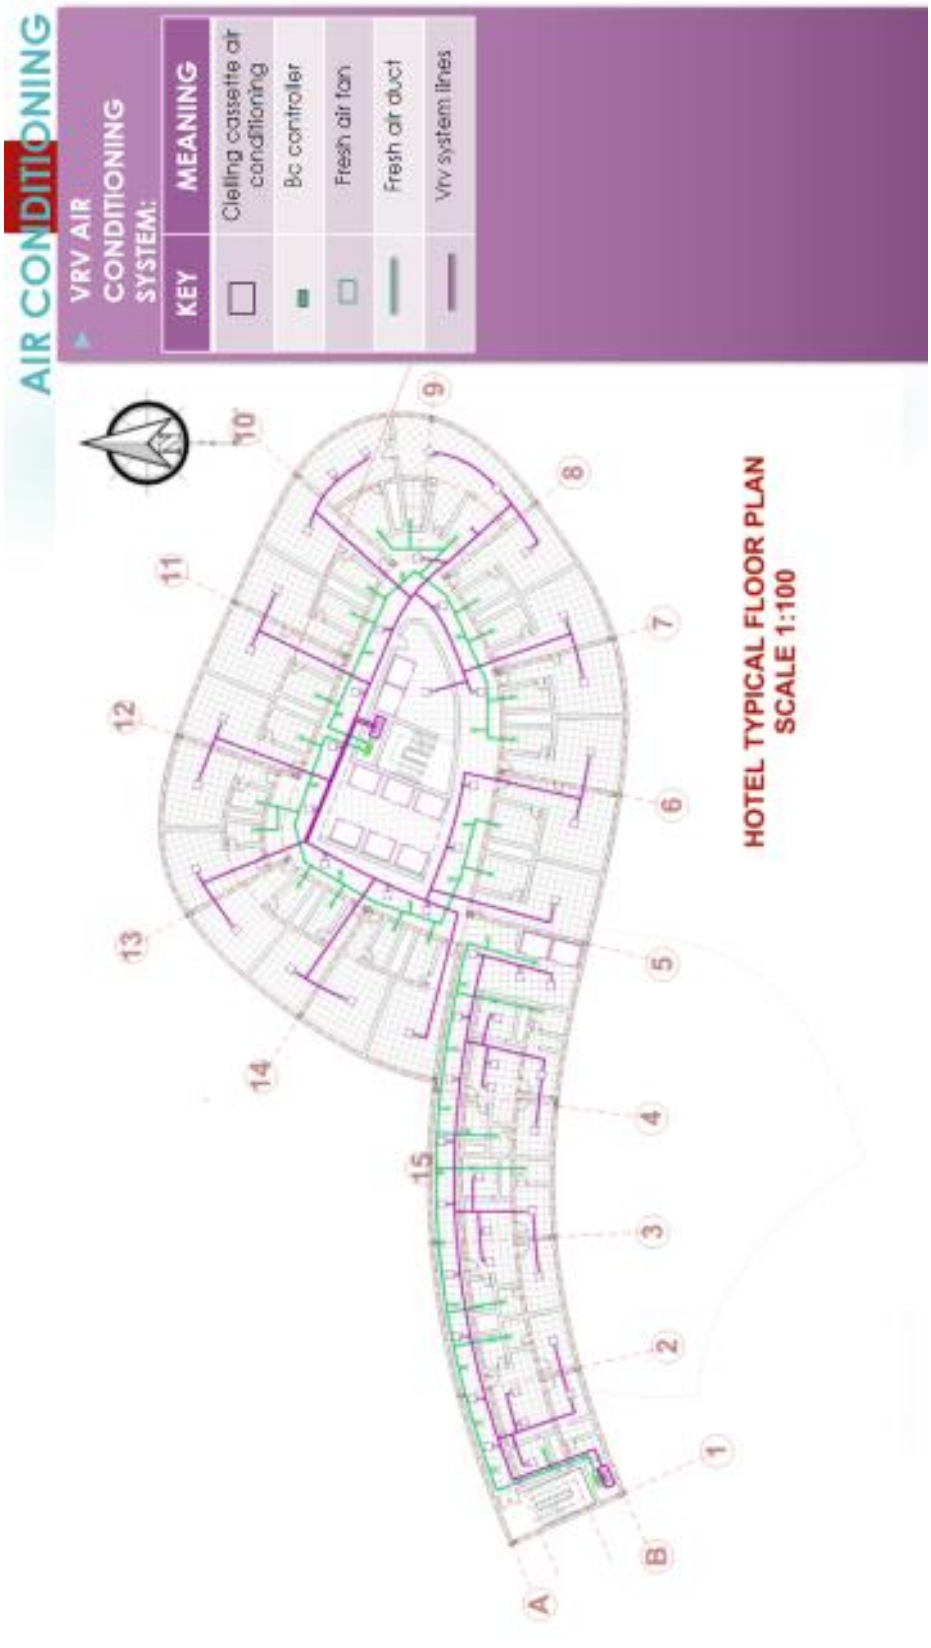 AIR CONDITIONING
VRV AIR
CONDITIONING
SYSTEM:
KEY MEANING
Cielling cassette air
conditioning
Bc controller
Fresh air fan
Fresh air duct
Vrv system lines
N
10
9
11
8
12
7
13
6
14
5
15
4
3
2
1
A
B
HOTEL TYPICAL FLOOR PLAN
SCALE 1:100